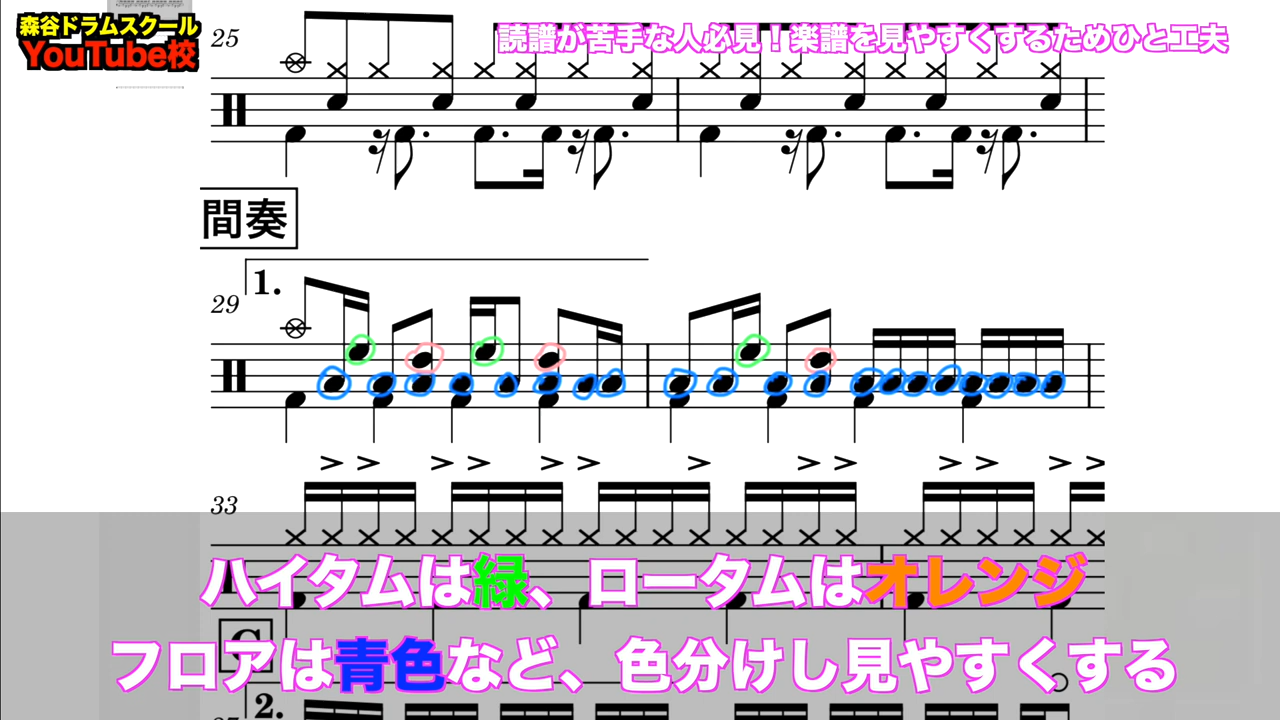 森谷ドラムスクール
YouTube校
読譜が苦手な人必見！楽譜を見やすくするためひと工夫
25
間奏
1.
29
33
ハイタムは緑、ロータムはオレンジ
フロアは青色など、色分けし見やすくする
2.